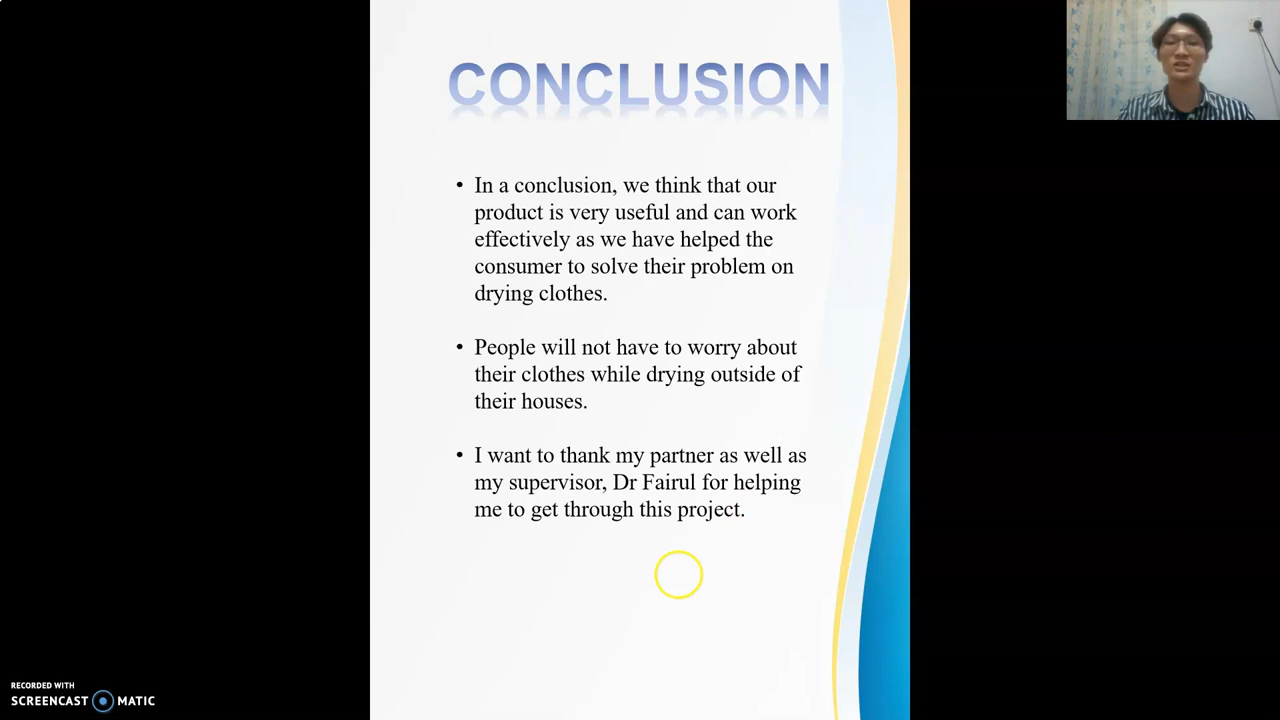 CONCLUSION
• In a conclusion, we think that our
product is very useful and can work
effectively as we have helped the
consumer to solve their problem on
drying clothes.
• People will not have to worry about
their clothes while drying outside of
their houses.
• I want to thank my partner as well as
my supervisor, Dr Fairul for helping
me to get through this project.
RECORDED WITH
SCREENCAST MATIC